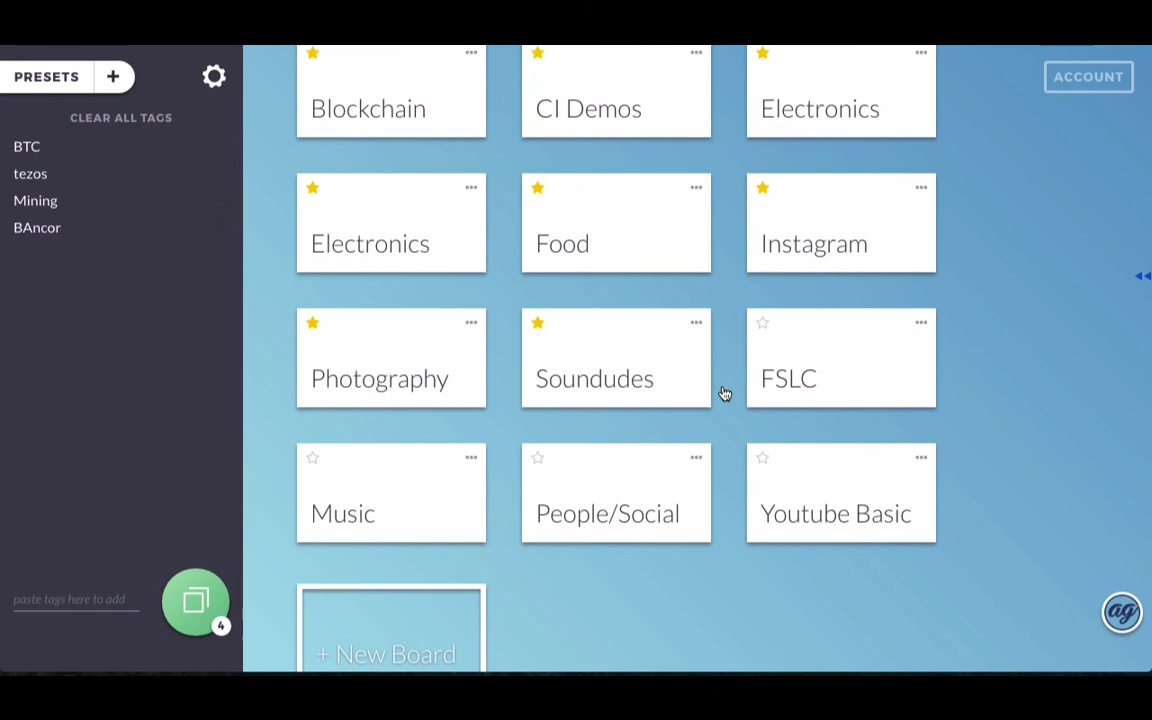 PRESETS +
CLEAR ALL TAGS
BTC
tezos
Mining
BAncor
paste tags here to add
4
ACCOUNT
Blockchain
CI Demos
Electronics
Electronics
Food
Instagram
Photography
Soundudes
FSLC
Music
People/Social
Youtube Basic
+ New Board
ag